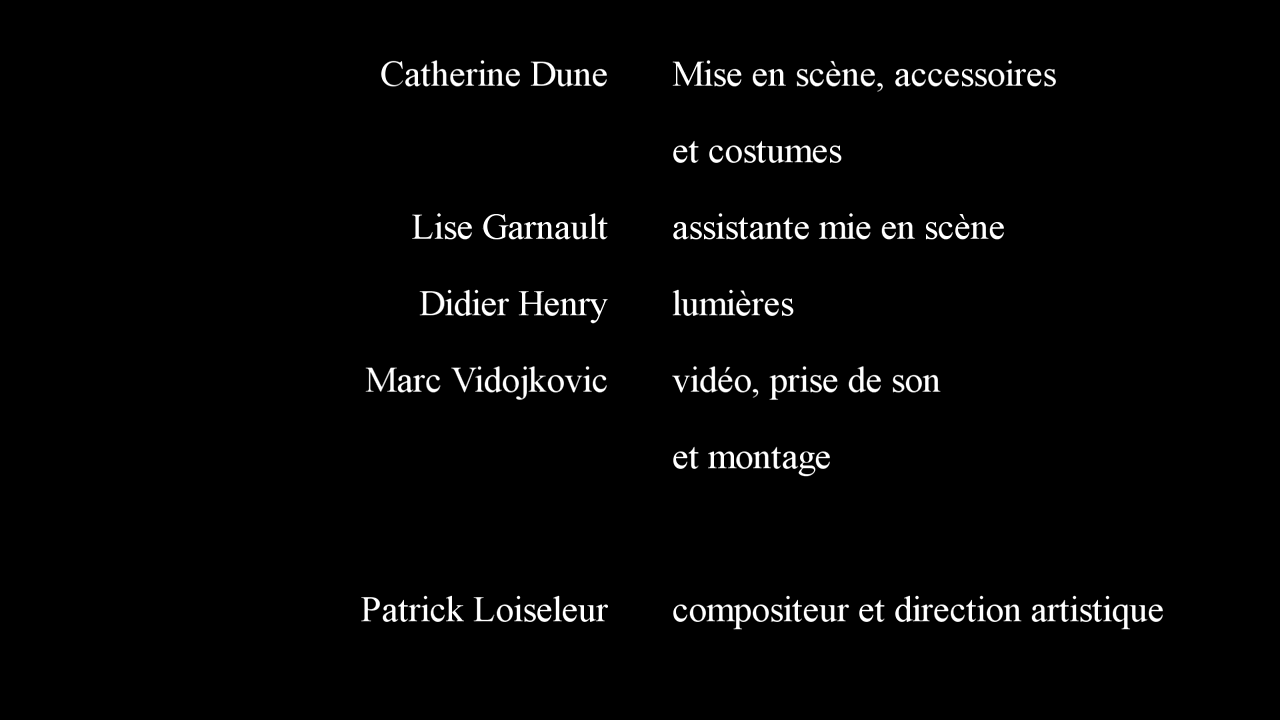 Catherine Dune Mise en scène, accessoires
et costumes
Lise Garnault assistante mie en scène
Didier Henry lumières
Marc Vidojkovic vidéo, prise de son
et montage
Patrick Loiseleur compositeur et direction artistique